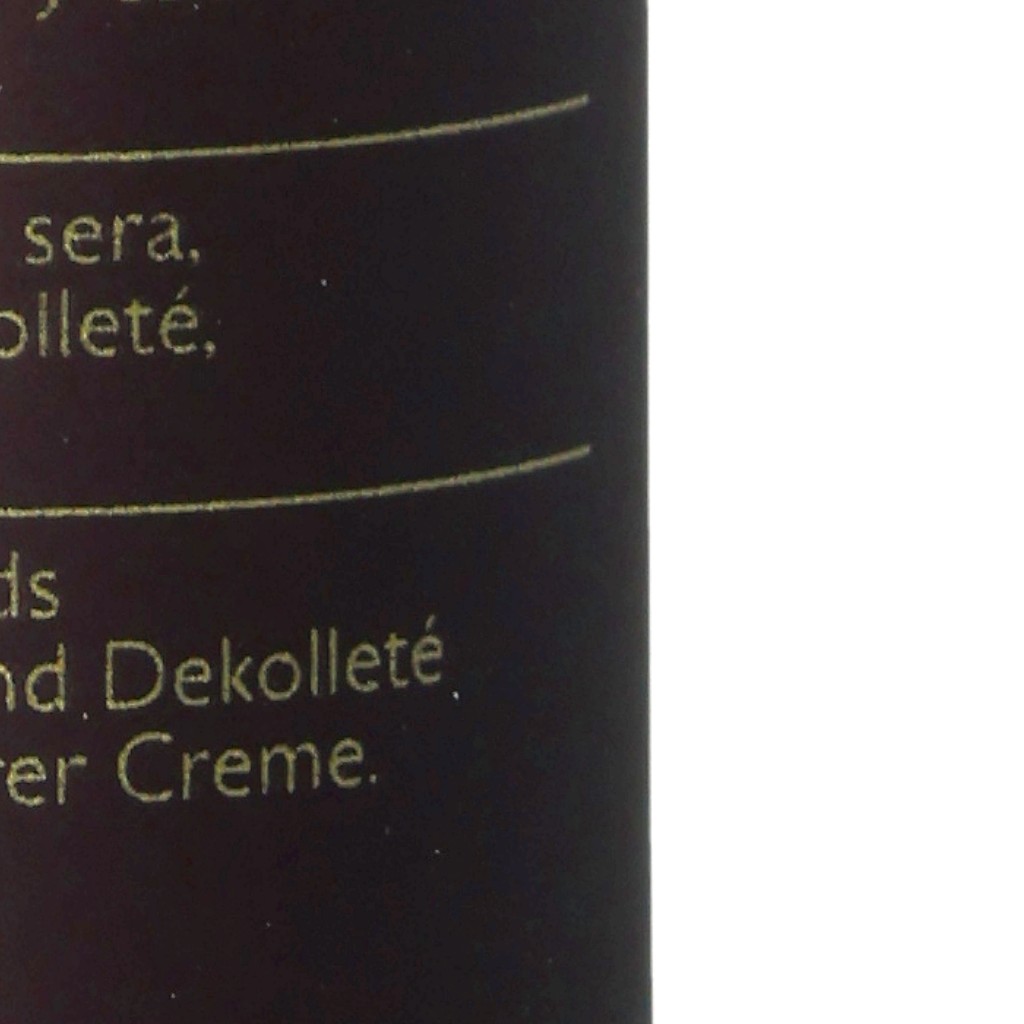 sera,
olleté,
ds
nd Dekolleté
rer Creme.